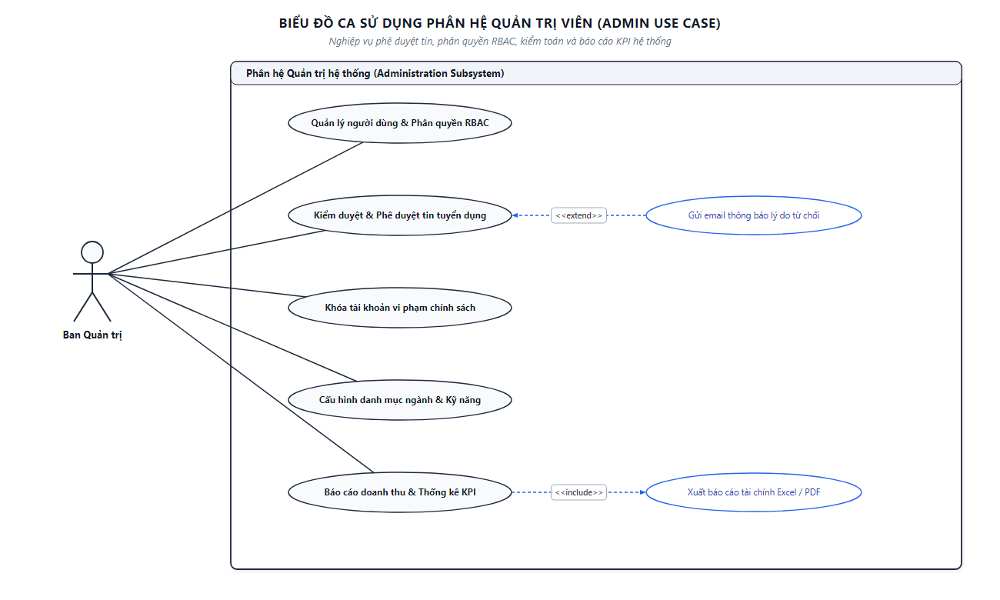 BIỂU ĐỒ CA SỬ DỤNG PHÂN HỆ QUẢN TRỊ VIÊN (ADMIN USE CASE)
Nghiệp vụ phê duyệt tin, phân quyền RBAC, kiểm toán và báo cáo KPI hệ thống
Phân hệ Quản trị hệ thống (Administration Subsystem)
Quản lý người dùng & Phân quyền RBAC
Kiểm duyệt & Phê duyệt tin tuyển dụng
<<extend>>
Gửi email thông báo lý do từ chối
Khóa tài khoản vi phạm chính sách
Ban Quản trị
Cấu hình danh mục ngành & Kỹ năng
Báo cáo doanh thu & Thống kê KPI
<<include>>
Xuất báo cáo tài chính Excel / PDF